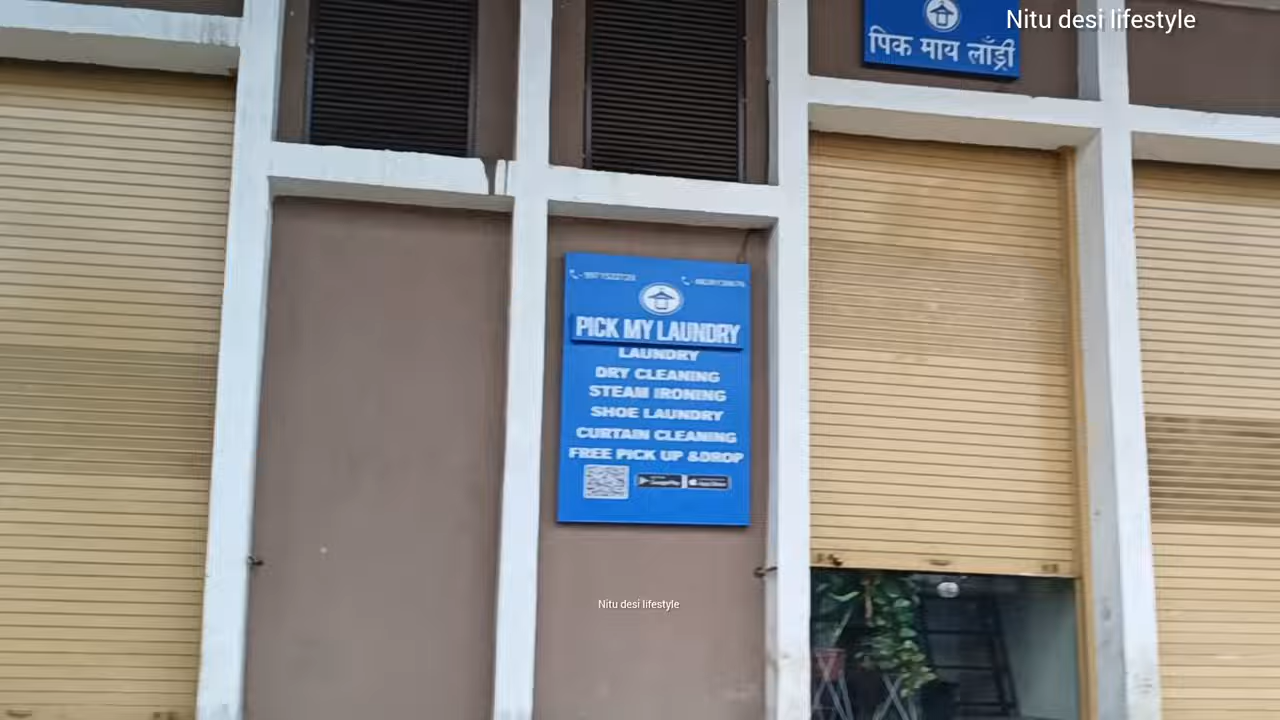 Nitu desi lifestyle
पिक माय लाँड्री
PICK MY LAUNDRY
LAUNDRY
DRY CLEANING
STEAM IRONING
SHOE LAUNDRY
CURTAIN CLEANING
FREE PICK UP &DROP
Nitu desi lifestyle